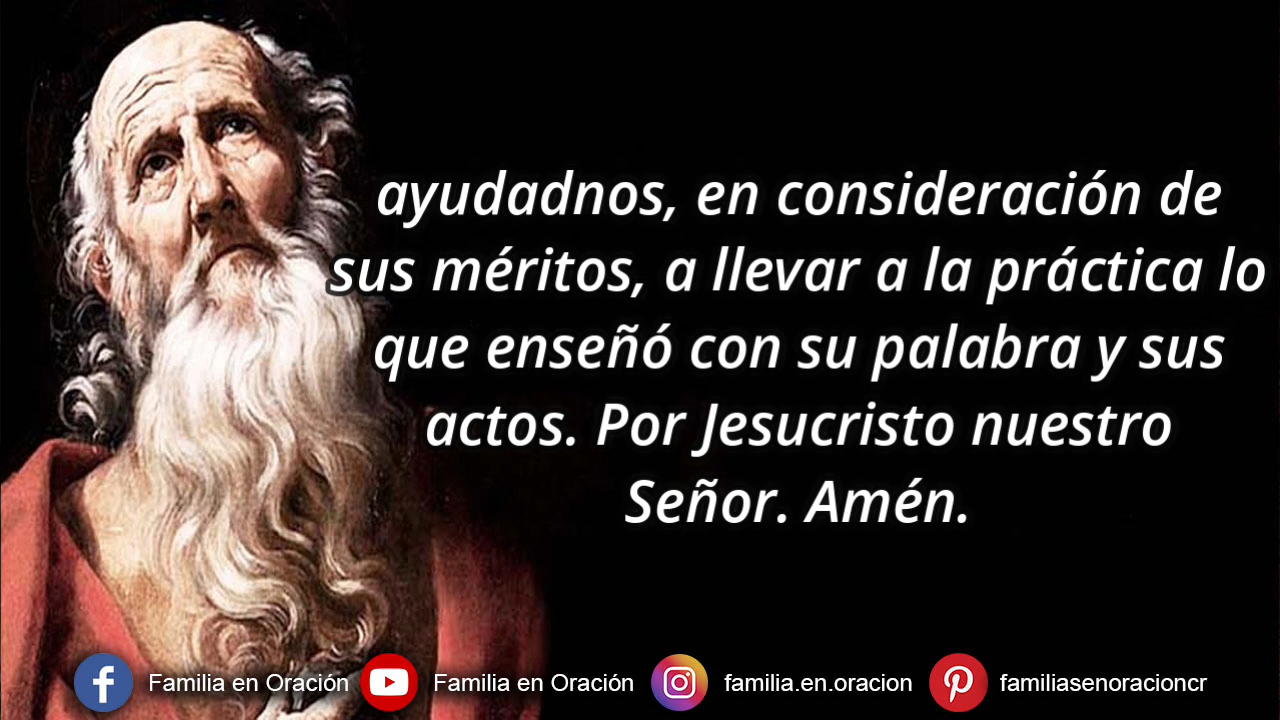 ayudadnos, en consideración de
sus méritos, a llevar a la práctica lo
que enseñó con su palabra y sus
actos. Por Jesucristo nuestro
Señor. Amén.
Familia en Oración
Familia en Oración
familia.en.oracion
familiasenoracioncr